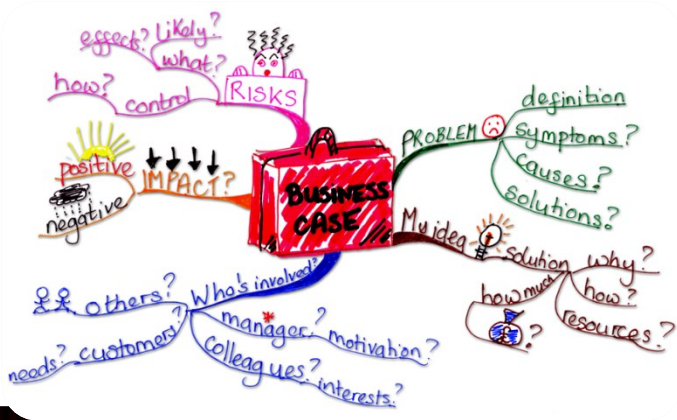 BUSINESS
CASE
PROBLEM
definition
symptoms?
causes?
solutions?
My idea
solution
why?
how?
resources?
how much
?
Who's involved?
manager?
motivation?
colleagues?
interests?
customers?
needs?
others?
IMPACT?
positive
negative
RISKS
what?
likely?
effects?
control
how?